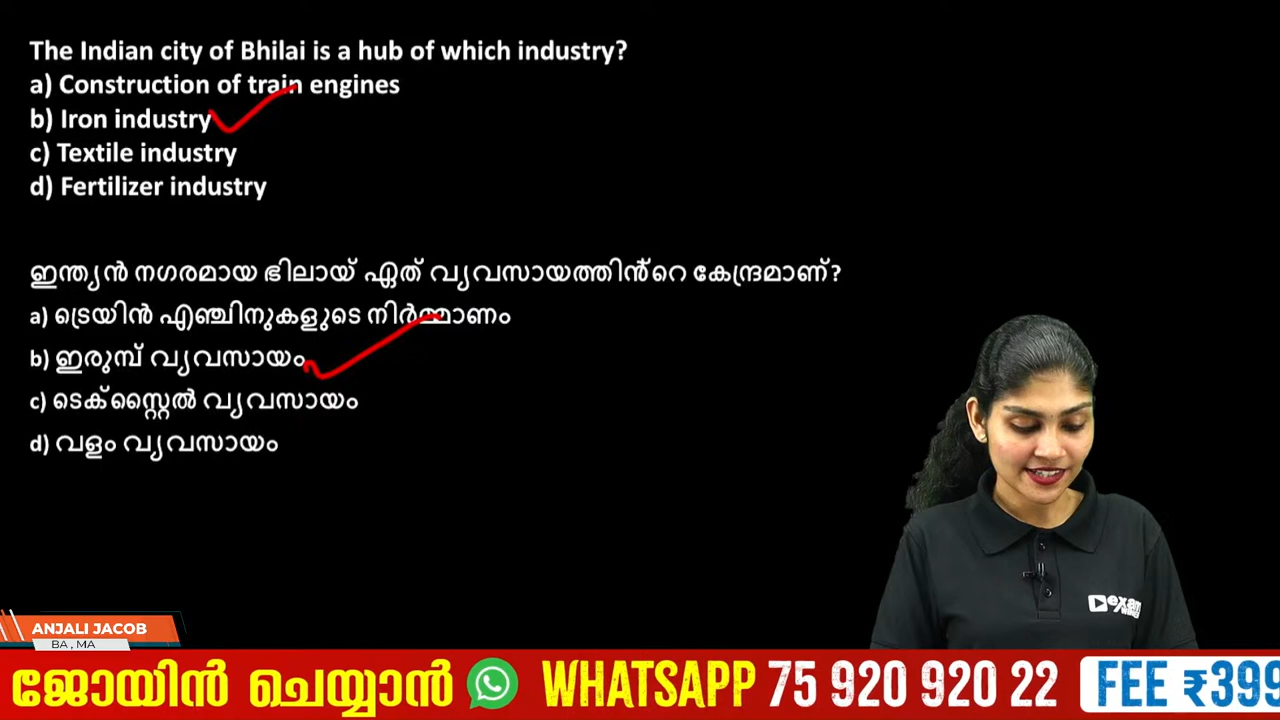 The Indian city of Bhilai is a hub of which industry?
a) Construction of train engines
b) Iron industry
c) Textile industry
d) Fertilizer industry
ഇന്ത്യൻ നഗരമായ ഭിലായ് ഏത് വ്യവസായത്തിൻ്റെ കേന്ദ്രമാണ്?
a) ട്രെയിൻ എഞ്ചിനുകളുടെ നിർമ്മാണം
b) ഇരുമ്പ് വ്യവസായം
c) ടെക്സ്റ്റൈൽ വ്യവസായം
d) വളം വ്യവസായം
exam
ANJALI JACOB
BA , MA
ജോയിൻ ചെയ്യാൻ WHATSAPP 75 920 920 22 FEE ₹399